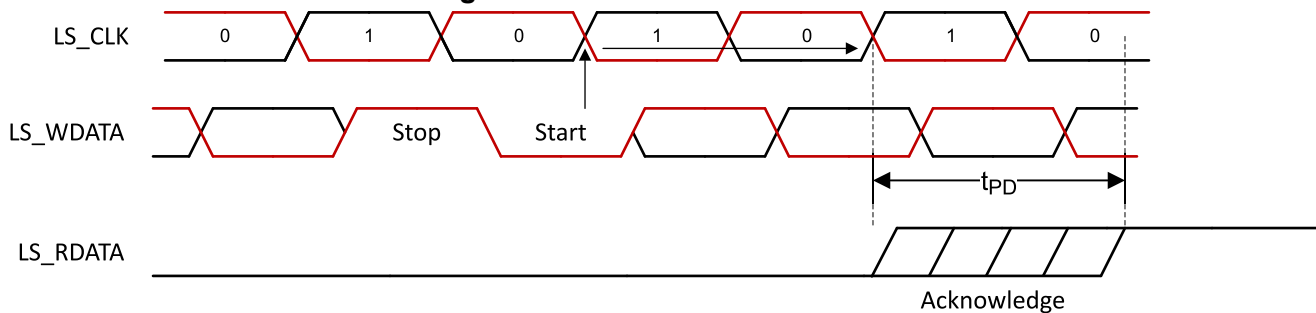 LS_CLK 0 1 0 1 0 1 0
LS_WDATA Stop Start
tPD
LS_RDATA
Acknowledge